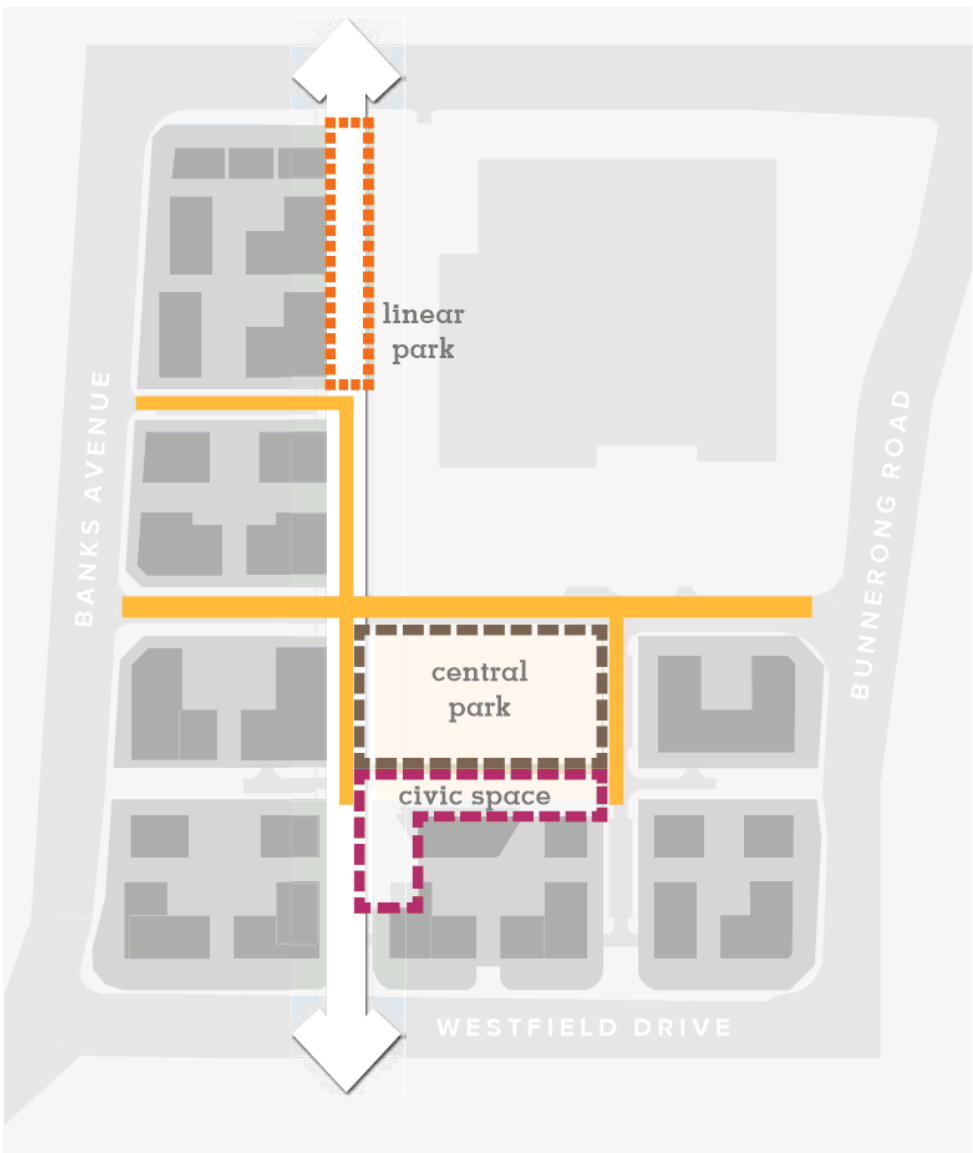 linear
park
BANKS AVENUE
BUNNERONG ROAD
central
park
civic space
WESTFIELD DRIVE